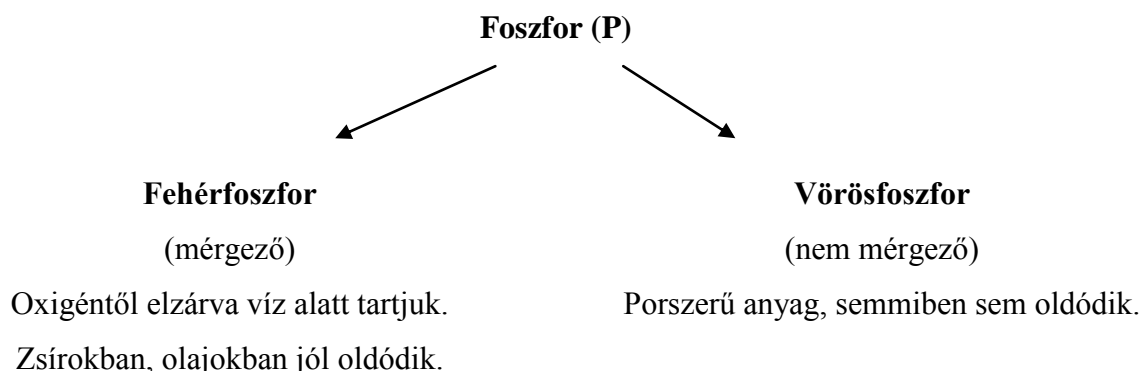 Foszfor (P)
Fehérfoszfor
(mérgező)
Oxigéntől elzárva víz alatt tartjuk.
Zsírokban, olajokban jól oldódik.
Vörösfoszfor
(nem mérgező)
Porszerű anyag, semmiben sem oldódik.